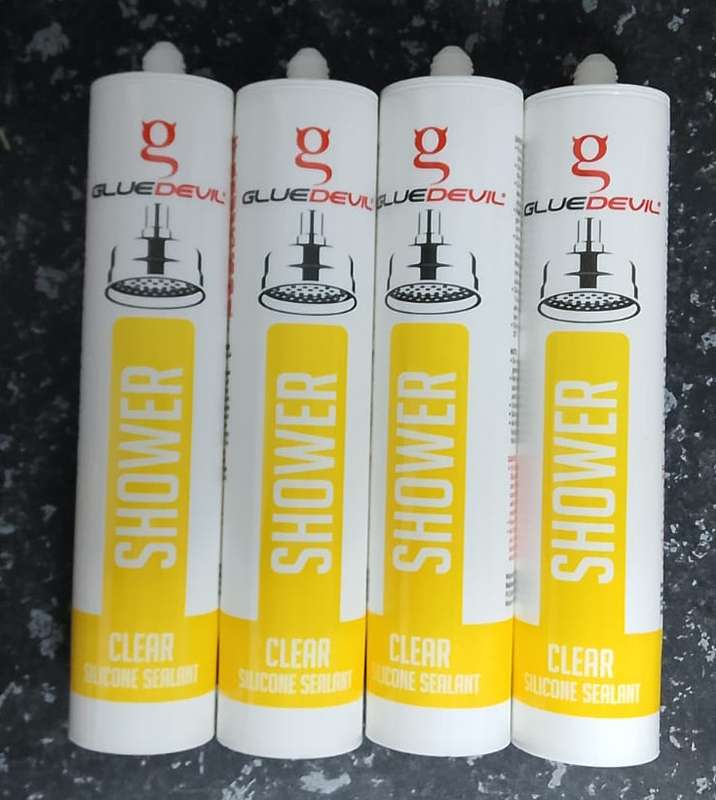 g g g g
GLUEDEVIL® GLUEDEVIL GLUEDEVIL® GLUEDEVIL®
SHOWER SHOWER SHOWER SHOWER
CLEAR CLEAR CLEAR CLEAR
SILICONE SEALANT SILICONE SEALANT SILICONE SEALANT SILICONE SEALANT